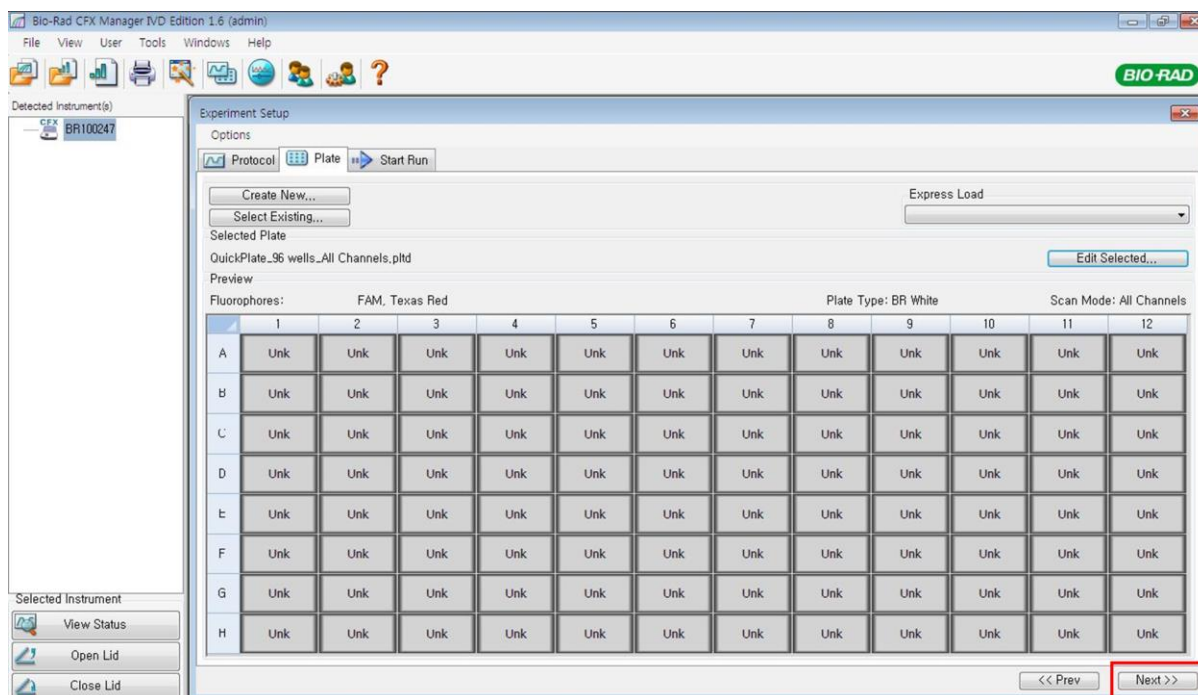 Bio-Rad CFX Manager IVD Edition 1.6 (admin)
File View User Tools Windows Help
BIO-RAD
Detected Instrument(s)
CFX BR100247
Experiment Setup
Options
Protocol Plate Start Run
Create New...
Select Existing...
Express Load
Selected Plate
QuickPlate_96 wells_All Channels.pltd
Edit Selected...
Preview
Fluorophores: FAM, Texas Red Plate Type: BR White Scan Mode: All Channels
1 2 3 4 5 6 7 8 9 10 11 12
A Unk Unk Unk Unk Unk Unk Unk Unk Unk Unk Unk Unk
B Unk Unk Unk Unk Unk Unk Unk Unk Unk Unk Unk Unk
C Unk Unk Unk Unk Unk Unk Unk Unk Unk Unk Unk Unk
D Unk Unk Unk Unk Unk Unk Unk Unk Unk Unk Unk Unk
E Unk Unk Unk Unk Unk Unk Unk Unk Unk Unk Unk Unk
F Unk Unk Unk Unk Unk Unk Unk Unk Unk Unk Unk Unk
G Unk Unk Unk Unk Unk Unk Unk Unk Unk Unk Unk Unk
H Unk Unk Unk Unk Unk Unk Unk Unk Unk Unk Unk Unk
Selected Instrument
View Status
Open Lid
Close Lid
<< Prev Next >>